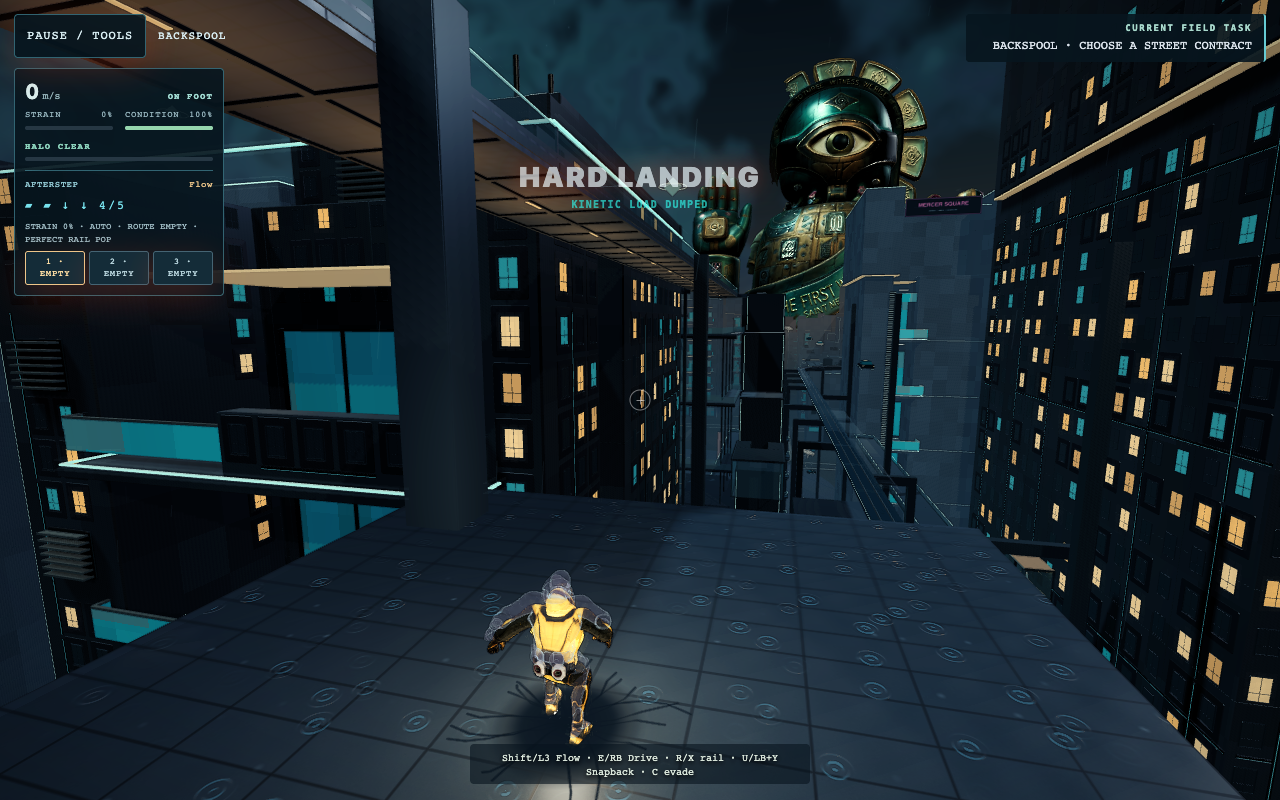 PAUSE / TOOLS
BACKSPOOL
CURRENT FIELD TASK
BACKSPOOL · CHOOSE A STREET CONTRACT
0 m/s
ON FOOT
STRAIN 0%
CONDITION 100%
HALO CLEAR
AFTERSTEP
Flow
4/5
STRAIN 0% · AUTO · ROUTE EMPTY ·
PERFECT RAIL POP
1 ·
EMPTY
2 ·
EMPTY
3 ·
EMPTY
HARD LANDING
KINETIC LOAD DUMPED
MERCER SQUARE
THE FIRST
Shift/L3 Flow · E/RB Drive · R/X rail · U/LB+Y
Snapback · C evade